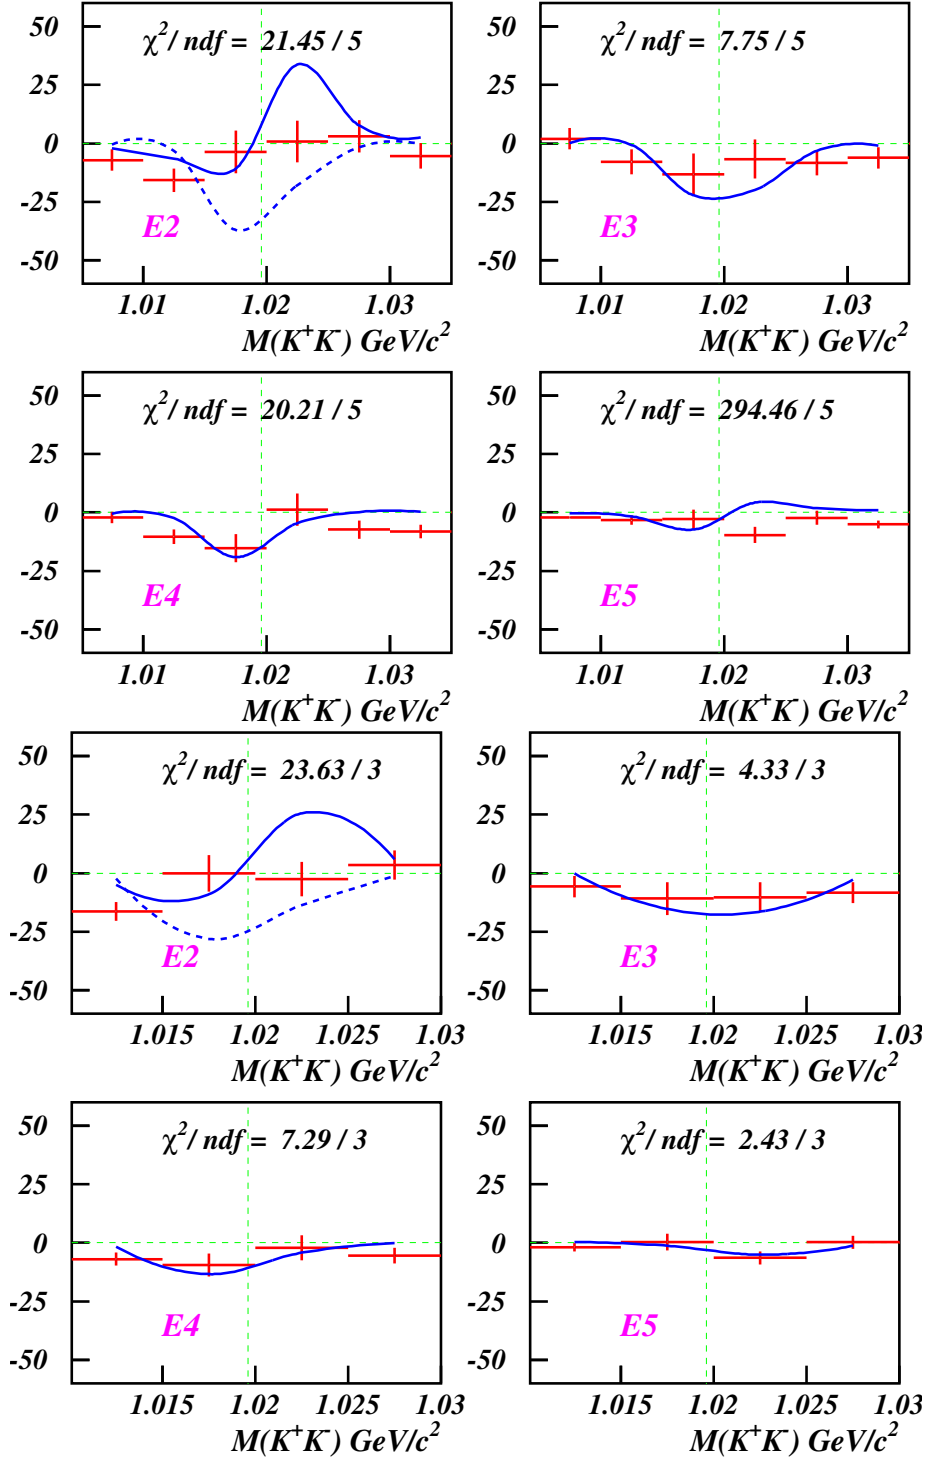 50
25
0
-25
-50
χ²/ ndf = 21.45 / 5
E2
1.01 1.02 1.03
M(K⁺K⁻) GeV/c²
50
25
0
-25
-50
χ²/ ndf = 7.75 / 5
E3
1.01 1.02 1.03
M(K⁺K⁻) GeV/c²
50
25
0
-25
-50
χ²/ ndf = 20.21 / 5
E4
1.01 1.02 1.03
M(K⁺K⁻) GeV/c²
50
25
0
-25
-50
χ²/ ndf = 294.46 / 5
E5
1.01 1.02 1.03
M(K⁺K⁻) GeV/c²
50
25
0
-25
-50
χ²/ ndf = 23.63 / 3
E2
1.015 1.02 1.025 1.03
M(K⁺K⁻) GeV/c²
50
25
0
-25
-50
χ²/ ndf = 4.33 / 3
E3
1.015 1.02 1.025 1.03
M(K⁺K⁻) GeV/c²
50
25
0
-25
-50
χ²/ ndf = 7.29 / 3
E4
1.015 1.02 1.025 1.03
M(K⁺K⁻) GeV/c²
50
25
0
-25
-50
χ²/ ndf = 2.43 / 3
E5
1.015 1.02 1.025 1.03
M(K⁺K⁻) GeV/c²